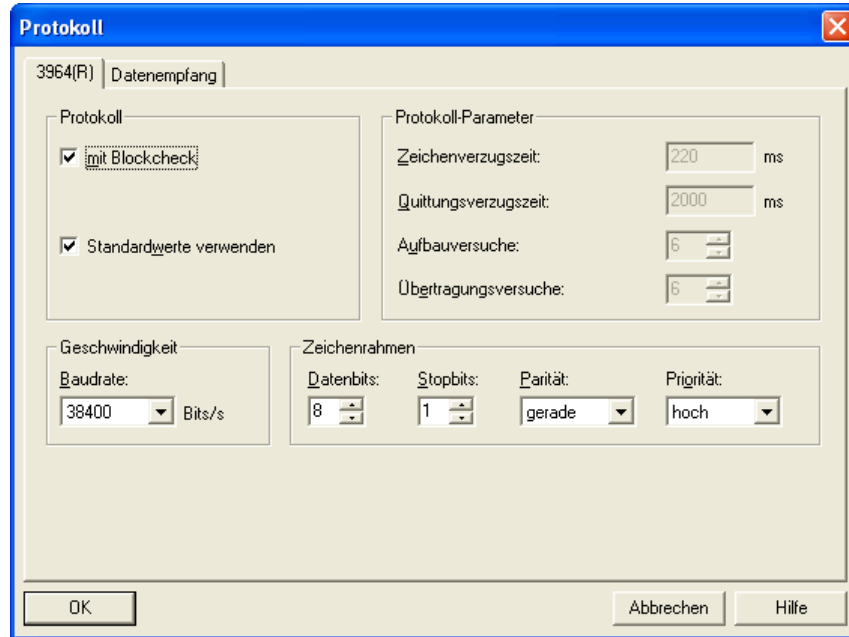 Protokoll
3964(R) Datenempfang
Protokoll
mit Blockcheck
Standardwerte verwenden
Protokoll-Parameter
Zeichenverzugszeit: 220 ms
Quittungsverzugszeit: 2000 ms
Aufbauversuche: 6
Übertragungsversuche: 6
Geschwindigkeit
Baudrate:
38400 Bits/s
Zeichenrahmen
Datenbits: Stopbits: Parität: Priorität:
8 1 gerade hoch
OK Abbrechen Hilfe